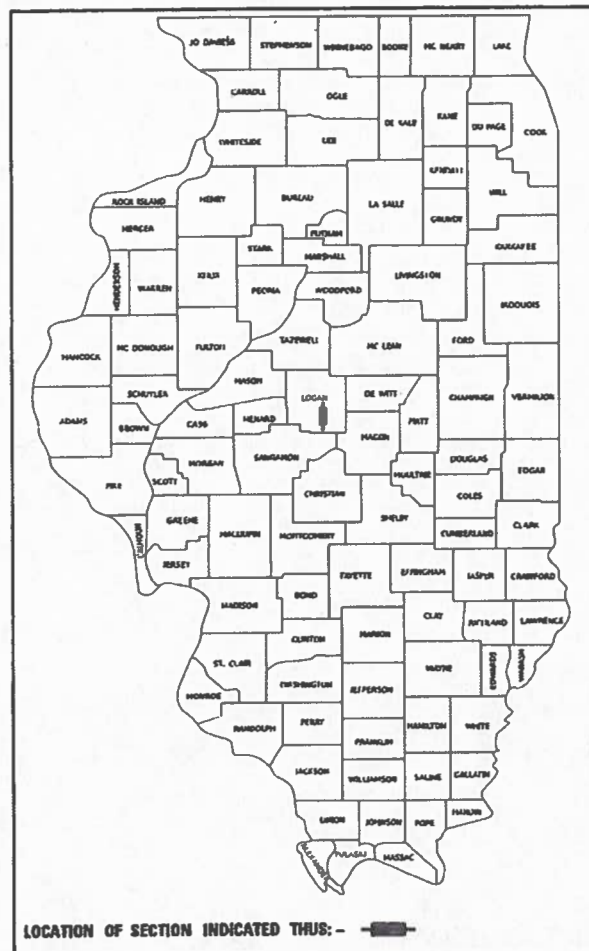 JO DAVIESS STEPHENSON WINNEBAGO BOONE MC HENRY LAKE
CARROLL OGLE
DE KALB KANE DU PAGE COOK
WHITESIDE LEE
KENDALL WILL
ROCK ISLAND HENRY BUREAU LA SALLE GRUNDY
MERCER PUTNAM KANKAKEE
STARK MARSHALL
HENDERSON WARREN KNOX PEORIA WOODFORD LIVINGSTON IROQUOIS
HANCOCK MC DONOUGH FULTON TAZEWELL MC LEAN FORD
MASON
SCHUYLER LOGAN DE WITT CHAMPAIGN VERMILION
ADAMS BROWN CASS MENARD MACON PIATT
SANGAMON DOUGLAS EDGAR
PIKE SCOTT MORGAN CHRISTIAN MOULTRIE
COLES
GREENE MACOUPIN MONTGOMERY SHELBY CUMBERLAND CLARK
CALHOUN JERSEY
FAYETTE EFFINGHAM JASPER CRAWFORD
MADISON BOND
CLAY RICHLAND LAWRENCE
CLINTON MARION
ST. CLAIR WAYNE EDWARDS WABASH
WASHINGTON JEFFERSON
MONROE
RANDOLPH PERRY HAMILTON WHITE
FRANKLIN
JACKSON WILLIAMSON SALINE GALLATIN
UNION JOHNSON POPE HARDIN
ALEXANDER PULASKI MASSAC
LOCATION OF SECTION INDICATED THUS: -